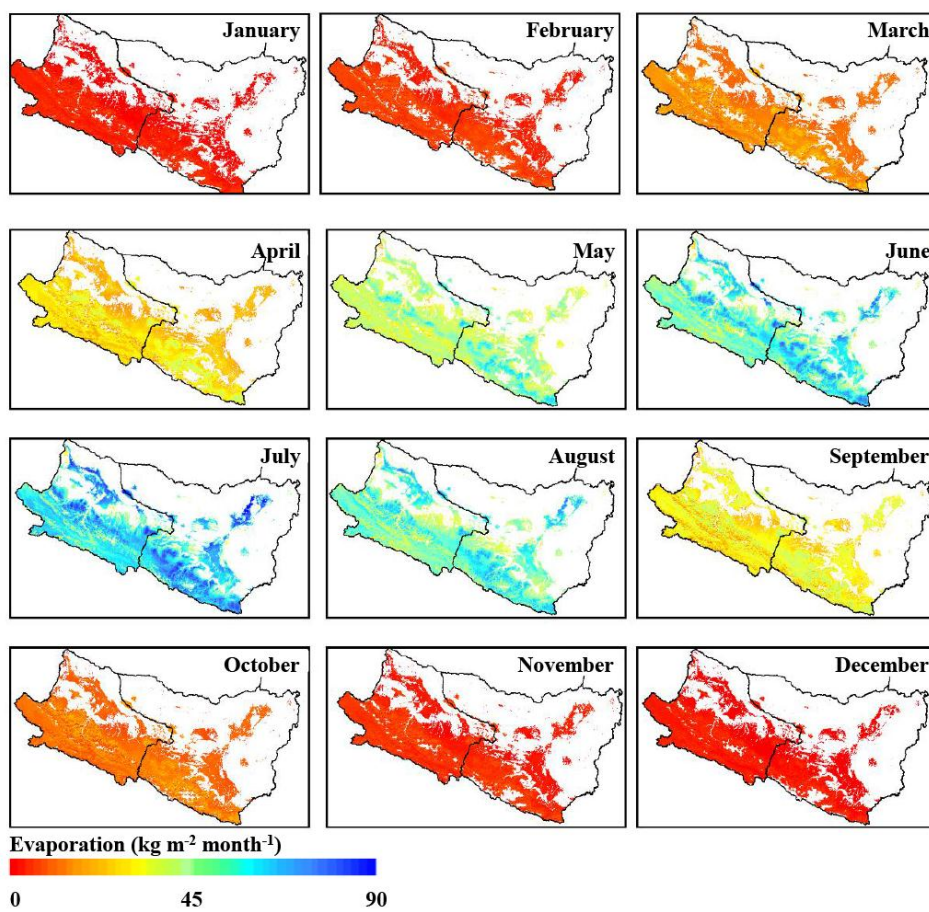 January
February
March
April
May
June
July
August
September
October
November
December
Evaporation (kg m⁻² month⁻¹)
0 45 90